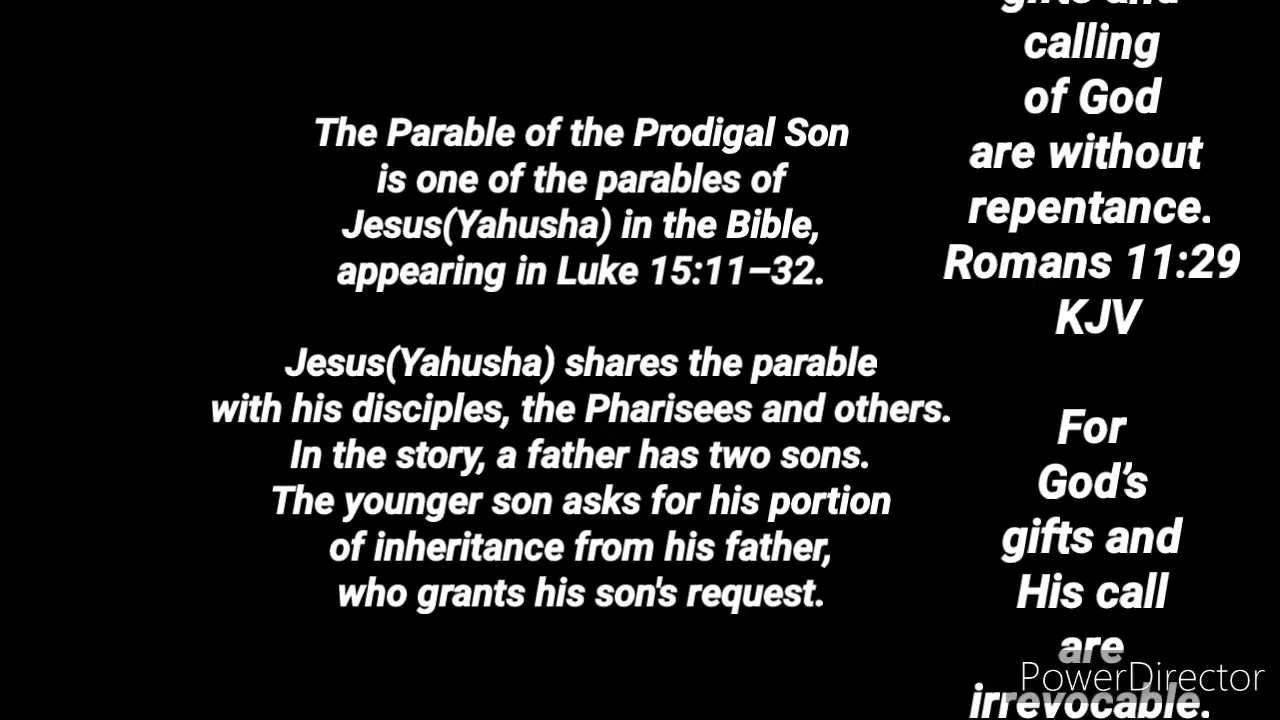 The Parable of the Prodigal Son
is one of the parables of
Jesus(Yahusha) in the Bible,
appearing in Luke 15:11–32.
Jesus(Yahusha) shares the parable
with his disciples, the Pharisees and others.
In the story, a father has two sons.
The younger son asks for his portion
of inheritance from his father,
who grants his son's request.
gifts and
calling
of God
are without
repentance.
Romans 11:29
KJV
For
God’s
gifts and
His call
are
irrevocable.
PowerDirector